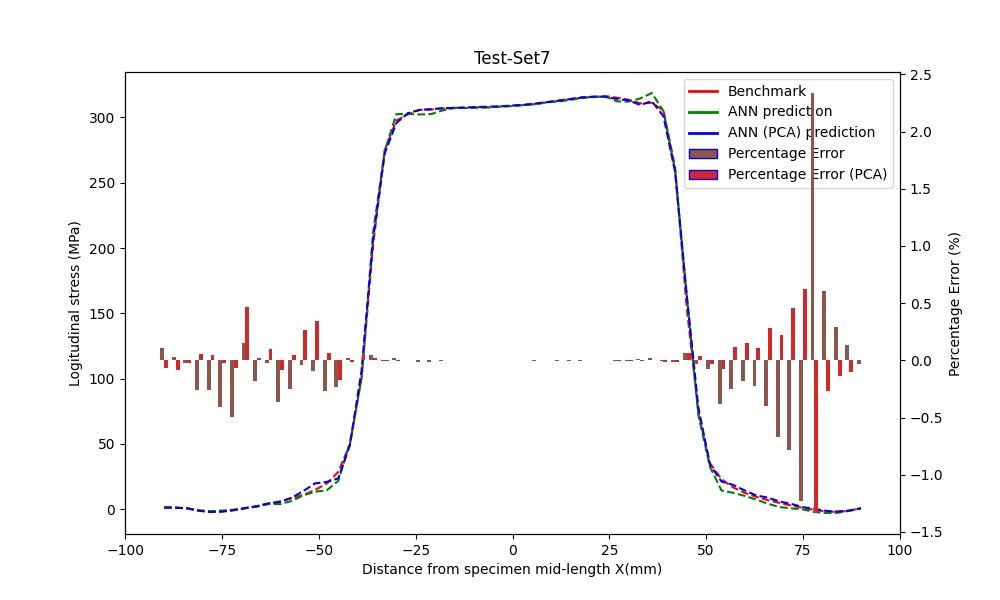 Test-Set7
Benchmark
ANN prediction
ANN (PCA) prediction
Percentage Error
Percentage Error (PCA)
Logitudinal stress (MPa)
300
250
200
150
100
50
0
2.5
2.0
1.5
1.0
0.5
0.0
−0.5
−1.0
−1.5
Percentage Error (%)
−100 −75 −50 −25 0 25 50 75 100
Distance from specimen mid-length X(mm)